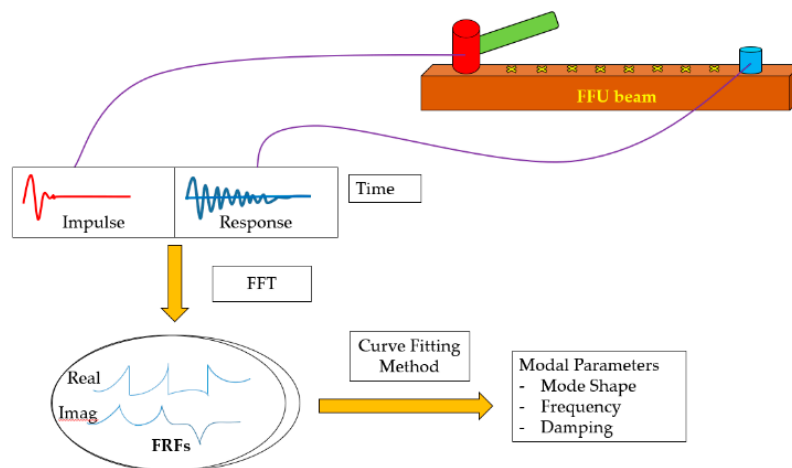 FFU beam
Impulse
Response
Time
FFT
Real
Imag
FRFs
Curve Fitting
Method
Modal Parameters
- Mode Shape
- Frequency
- Damping